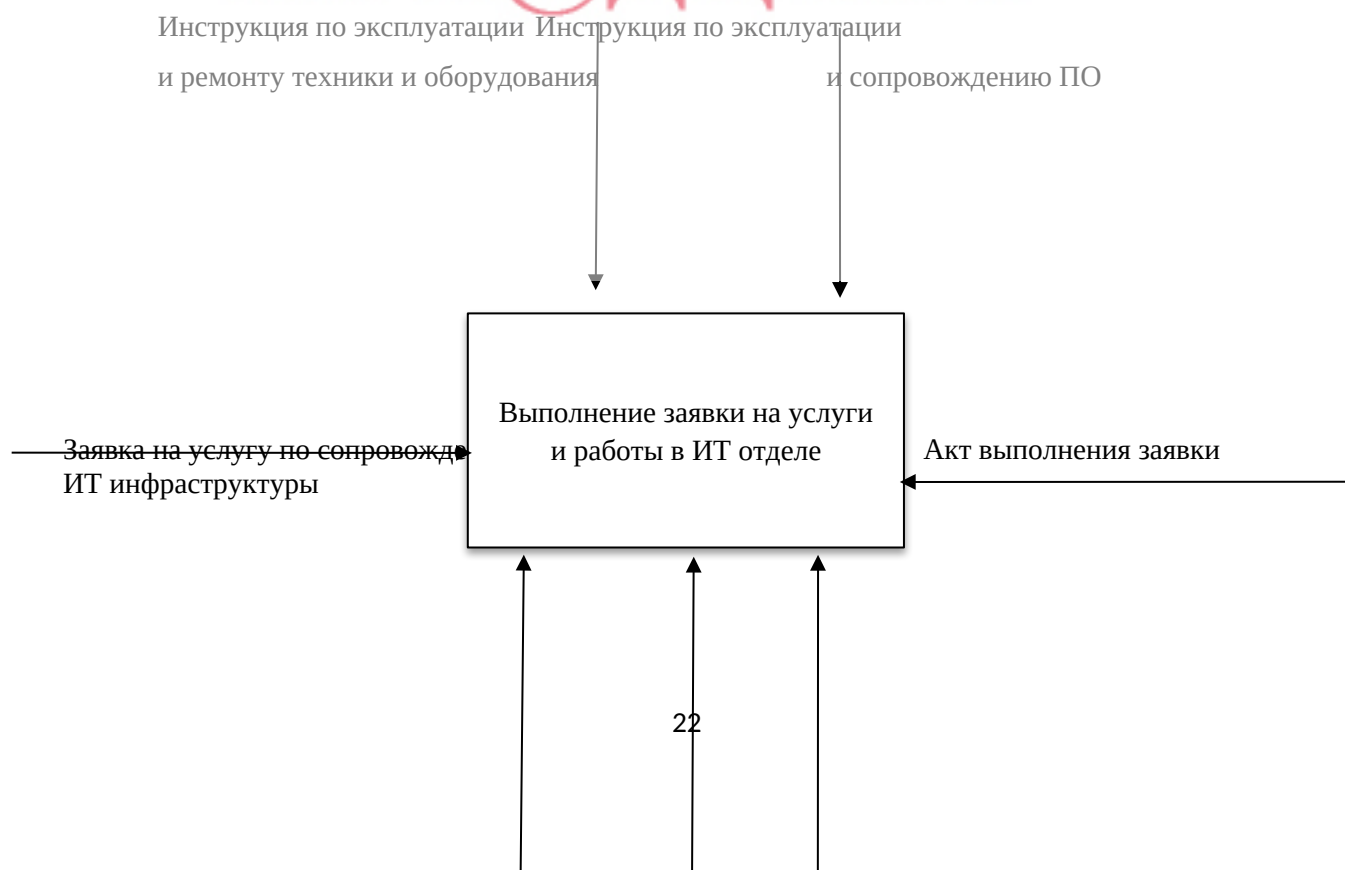 Инструкция по эксплуатации Инструкция по эксплуатации
и ремонту техники и оборудования и сопровождению ПО
Выполнение заявки на услуги
и работы в ИТ отделе
Заявка на услугу по сопровожде
ИТ инфраструктуры
Акт выполнения заявки
22